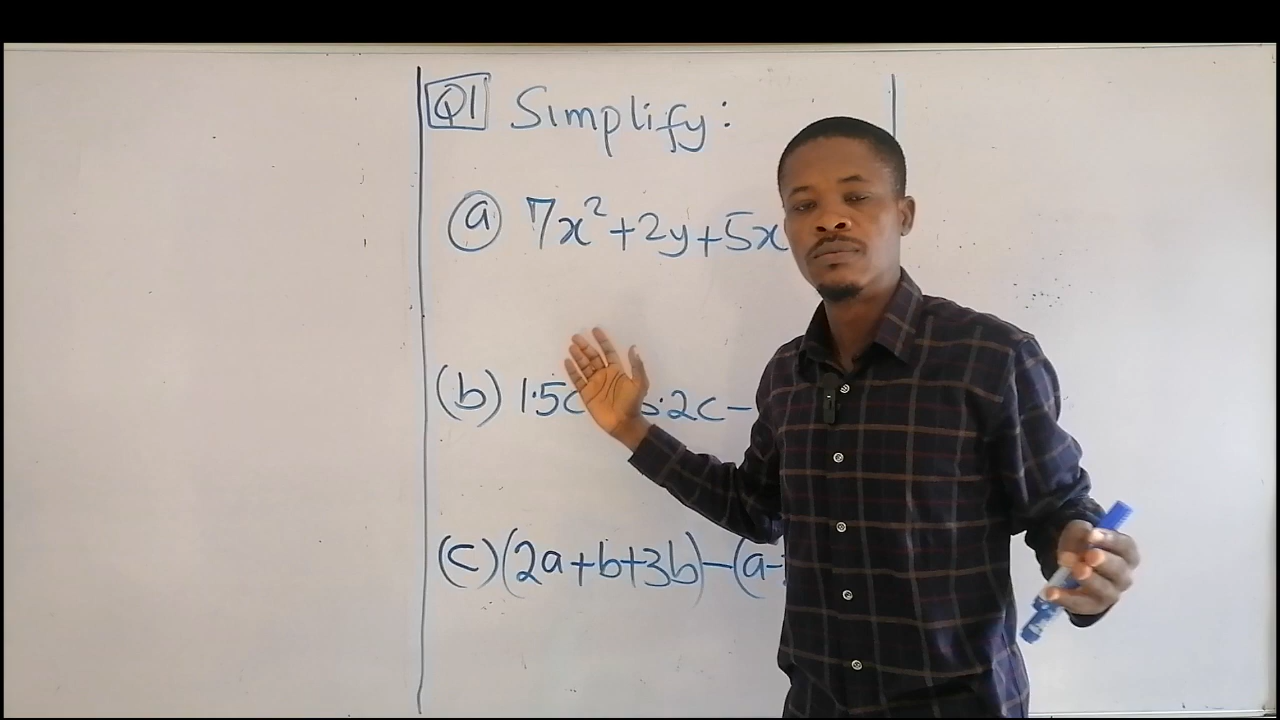 Q1 Simplify:
(a) 7x²+2y+5x
(b) 1.5c .2c-
(c) (2a+b+3b)-(a-